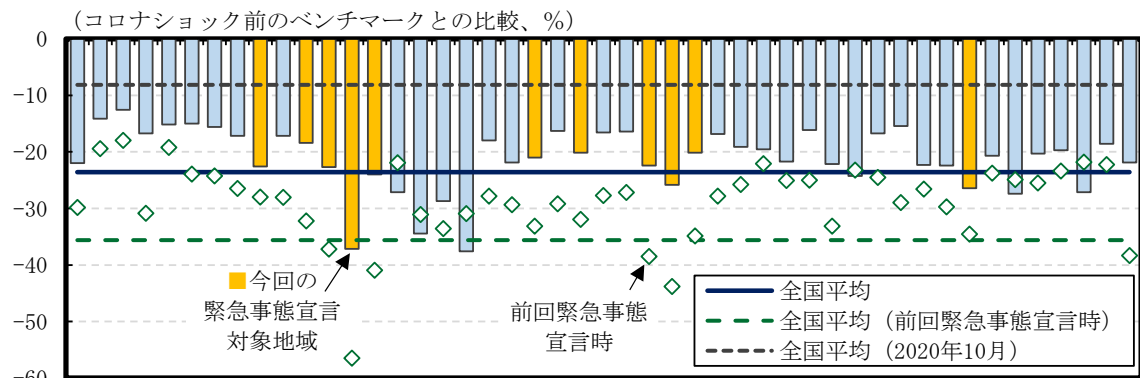 （コロナショック前のベンチマークとの比較、%）
0
−10
−20
−30
−40
−50
−60
今回の
緊急事態宣言
対象地域
前回緊急事態
宣言時
全国平均
全国平均（前回緊急事態宣言時）
全国平均（2020年10月）